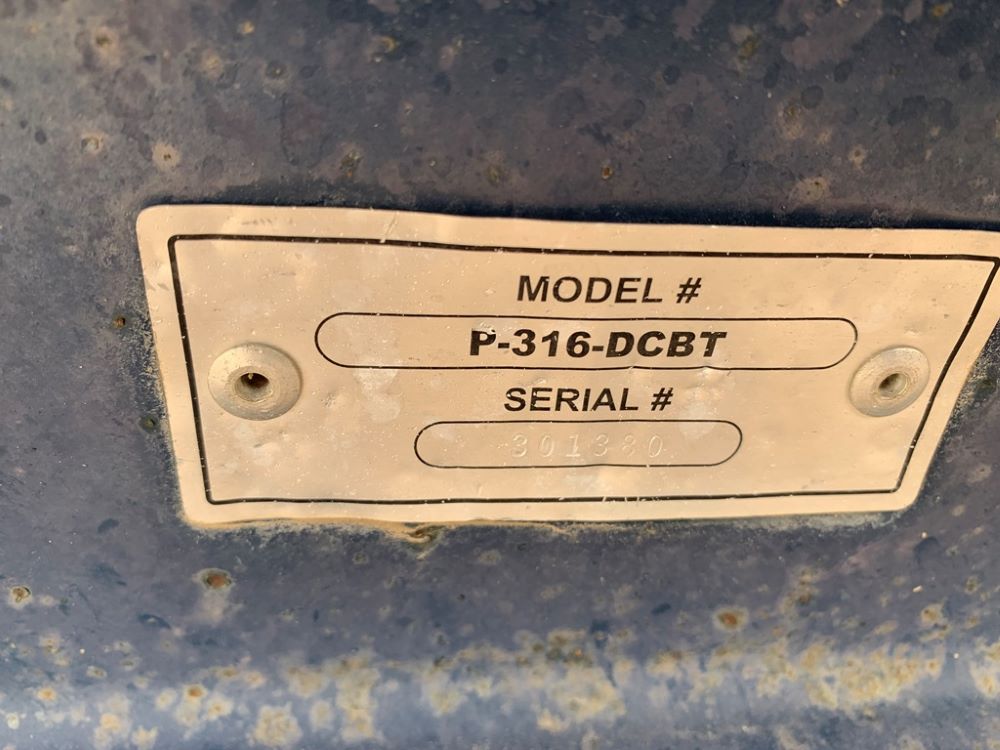 MODEL #
P-316-DCBT
SERIAL #
301380